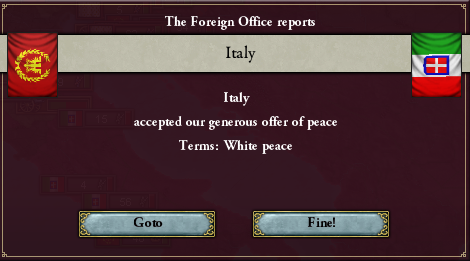 The Foreign Office reports
Italy
Italy
accepted our generous offer of peace
Terms: White peace
Goto
Fine!